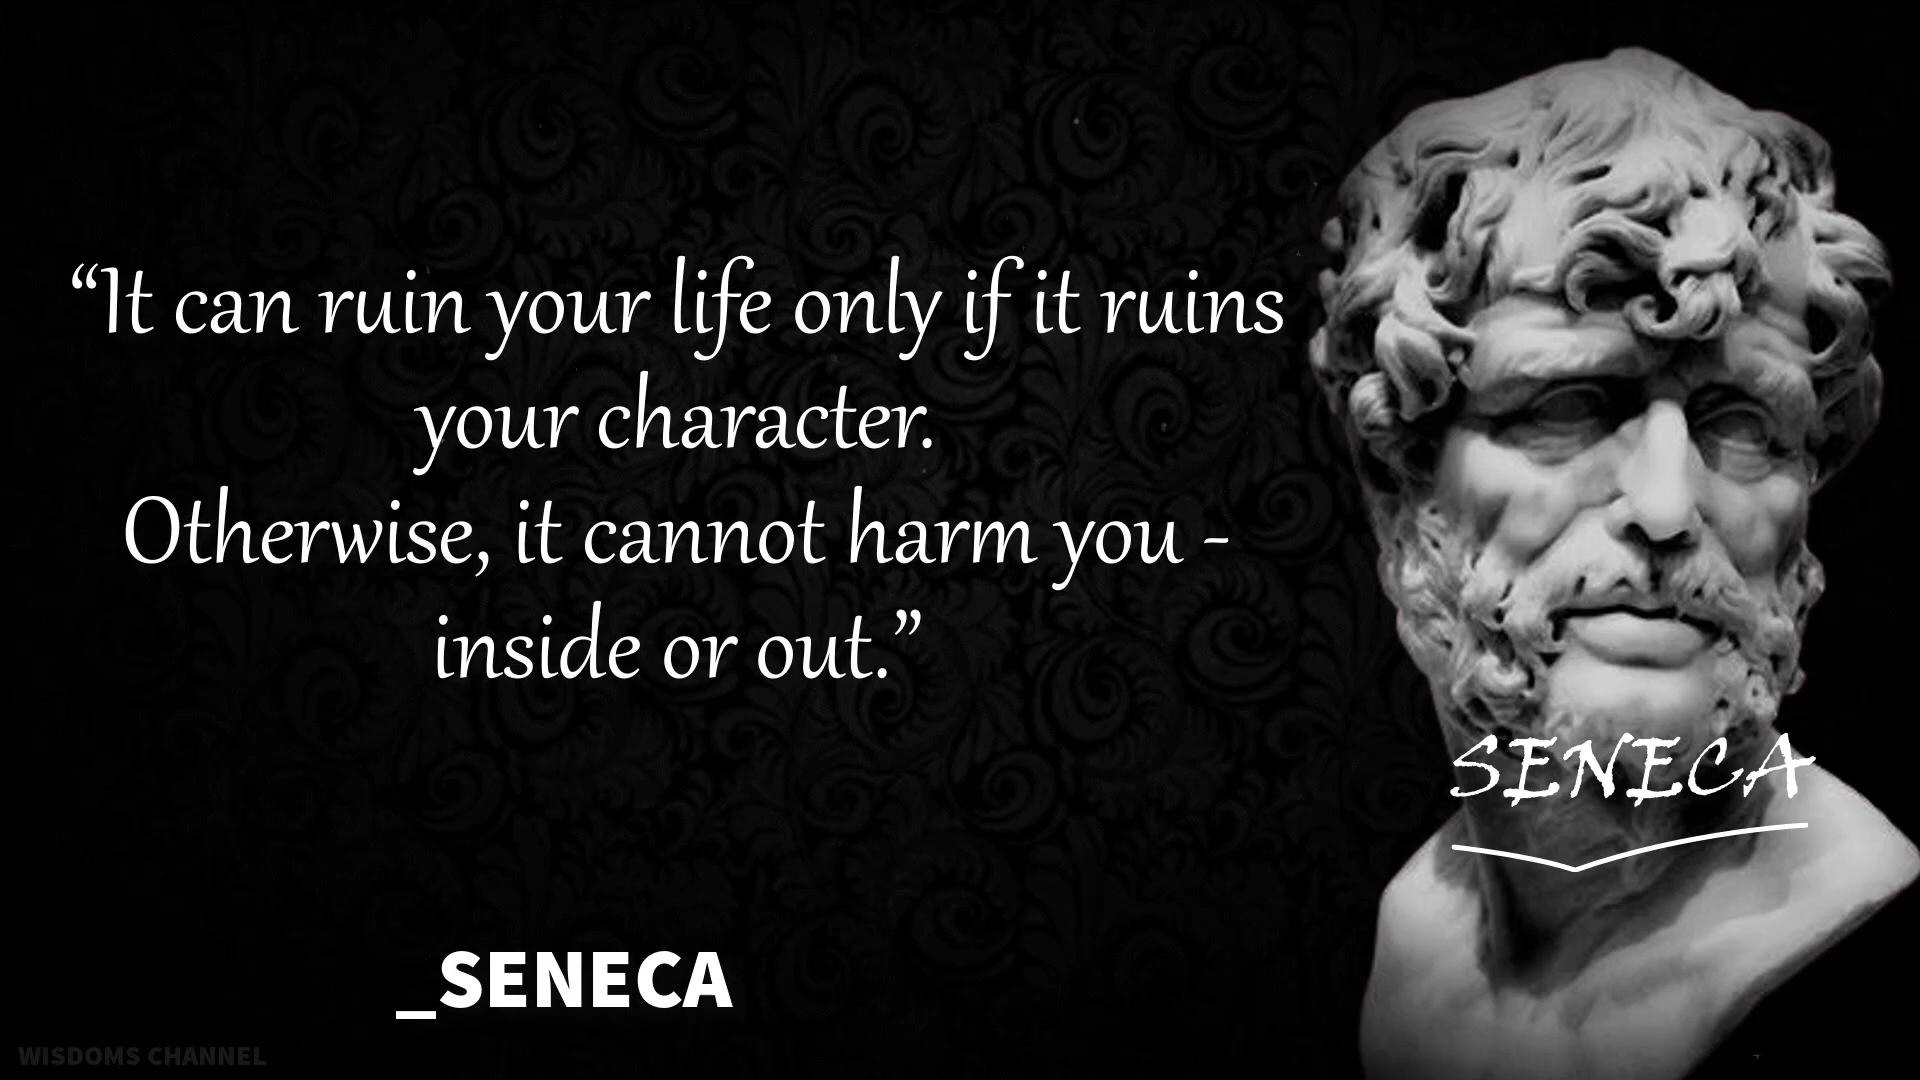 “It can ruin your life only if it ruins
your character.
Otherwise, it cannot harm you -
inside or out.”
SENECA
_SENECA
WISDOMS CHANNEL